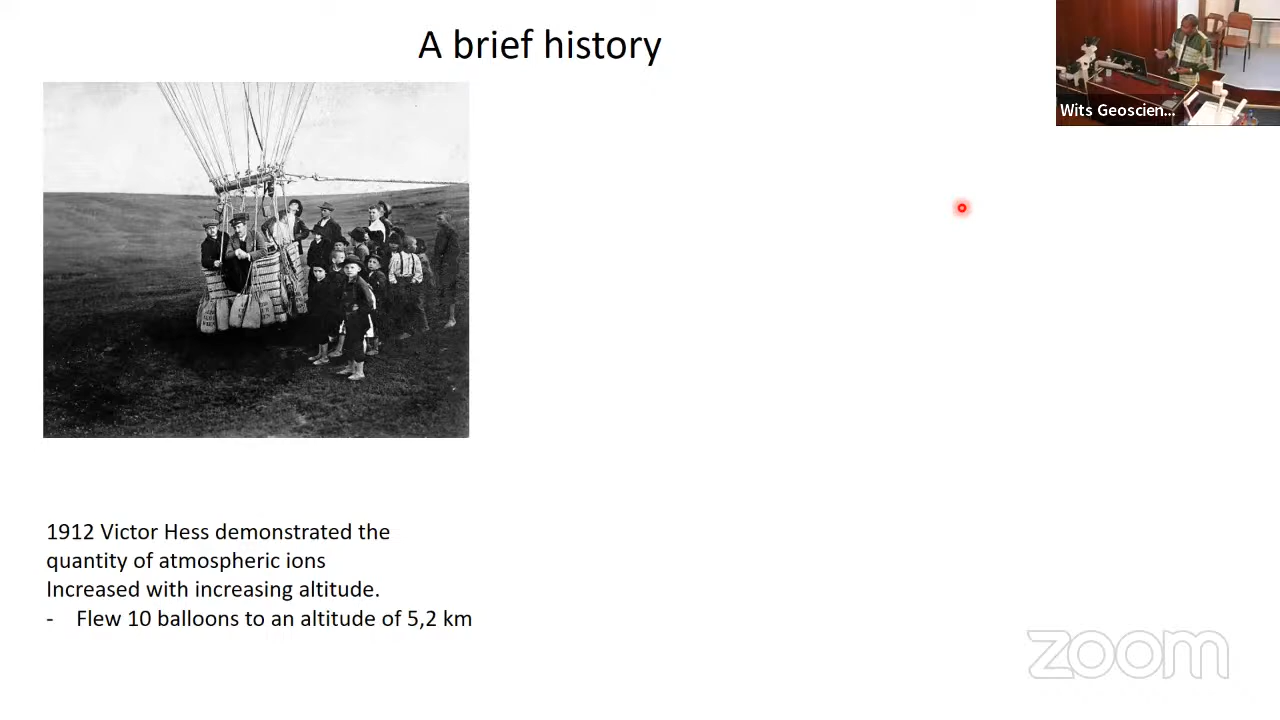 A brief history
Wits Geoscien...
1912 Victor Hess demonstrated the
quantity of atmospheric ions
Increased with increasing altitude.
- Flew 10 balloons to an altitude of 5,2 km
zoom